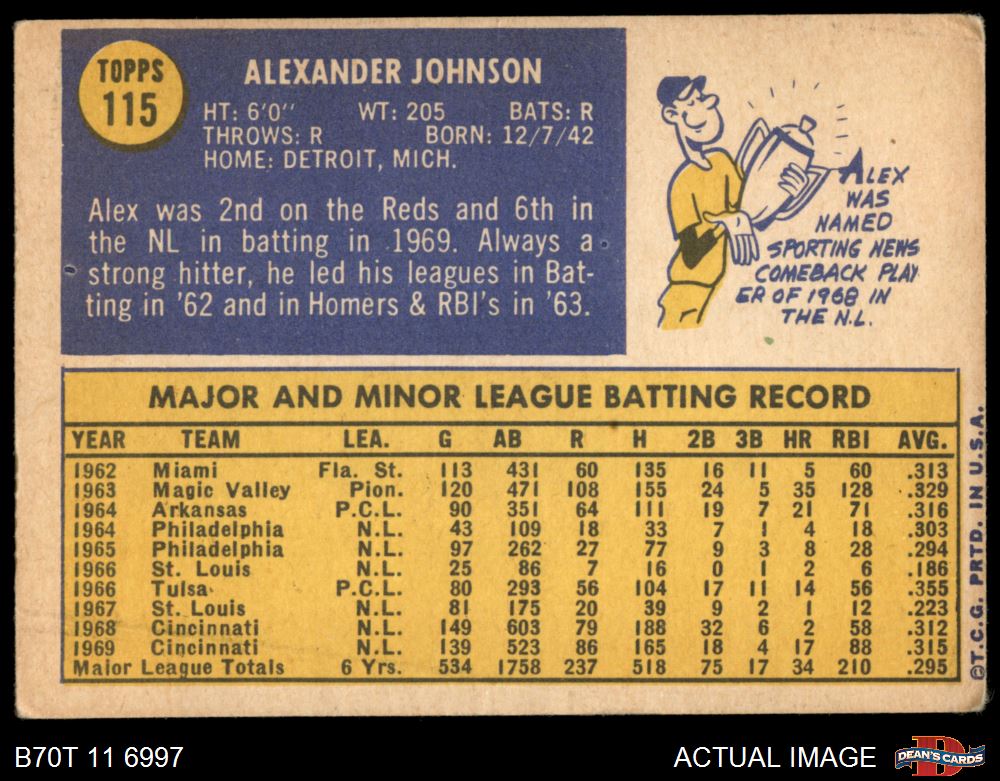 TOPPS
115
ALEXANDER JOHNSON
HT: 6'0'' WT: 205 BATS: R
THROWS: R BORN: 12/7/42
HOME: DETROIT, MICH.
Alex was 2nd on the Reds and 6th in
the NL in batting in 1969. Always a
strong hitter, he led his leagues in Bat-
ting in '62 and in Homers & RBI's in '63.
ALEX
WAS
NAMED
SPORTING NEWS
COMEBACK PLAY
ER OF 1968 IN
THE N.L.
MAJOR AND MINOR LEAGUE BATTING RECORD
YEAR TEAM LEA. G AB R H 2B 3B HR RBI AVG.
1962 Miami Fla. St. 113 431 60 135 16 11 5 60 .313
1963 Magic Valley Pion. 120 471 108 155 24 5 35 128 .329
1964 Arkansas P.C.L. 90 351 64 111 19 7 21 71 .316
1964 Philadelphia N.L. 43 109 18 33 7 1 4 18 .303
1965 Philadelphia N.L. 97 262 27 77 9 3 8 28 .294
1966 St. Louis N.L. 25 86 7 16 0 1 2 6 .186
1966 Tulsa P.C.L. 80 293 56 104 17 11 14 56 .355
1967 St. Louis N.L. 81 175 20 39 9 2 1 12 .223
1968 Cincinnati N.L. 149 603 79 188 32 6 2 58 .312
1969 Cincinnati N.L. 139 523 86 165 18 4 17 88 .315
Major League Totals 6 Yrs. 534 1758 237 518 75 17 34 210 .295
©T.C.G. PRTD. IN U.S.A.
B70T 11 6997
ACTUAL IMAGE
D
DEAN'S CARDS